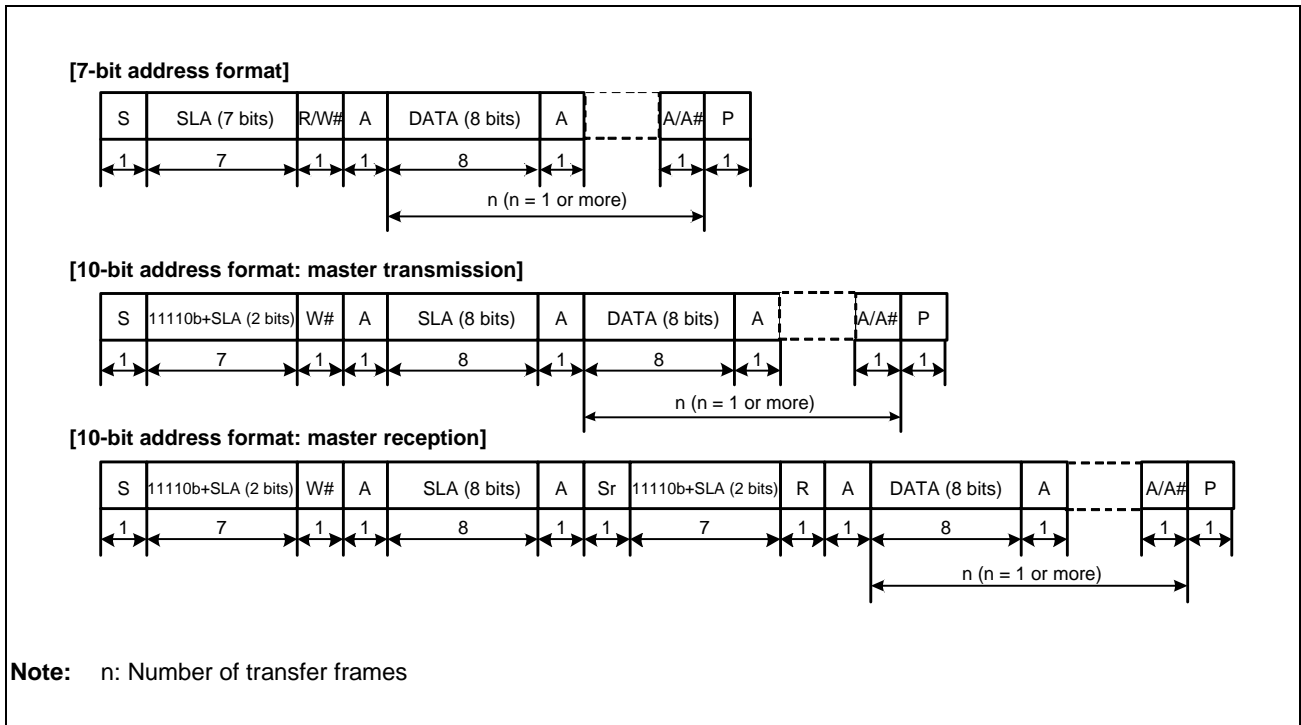 [7-bit address format]
S SLA (7 bits) R/W# A DATA (8 bits) A A/A# P
1 7 1 1 8 1 1 1
n (n = 1 or more)
[10-bit address format: master transmission]
S 11110b+SLA (2 bits) W# A SLA (8 bits) A DATA (8 bits) A A/A# P
1 7 1 1 8 1 8 1 1 1
n (n = 1 or more)
[10-bit address format: master reception]
S 11110b+SLA (2 bits) W# A SLA (8 bits) A Sr 11110b+SLA (2 bits) R A DATA (8 bits) A A/A# P
1 7 1 1 8 1 1 7 1 1 8 1 1 1
n (n = 1 or more)
Note: n: Number of transfer frames